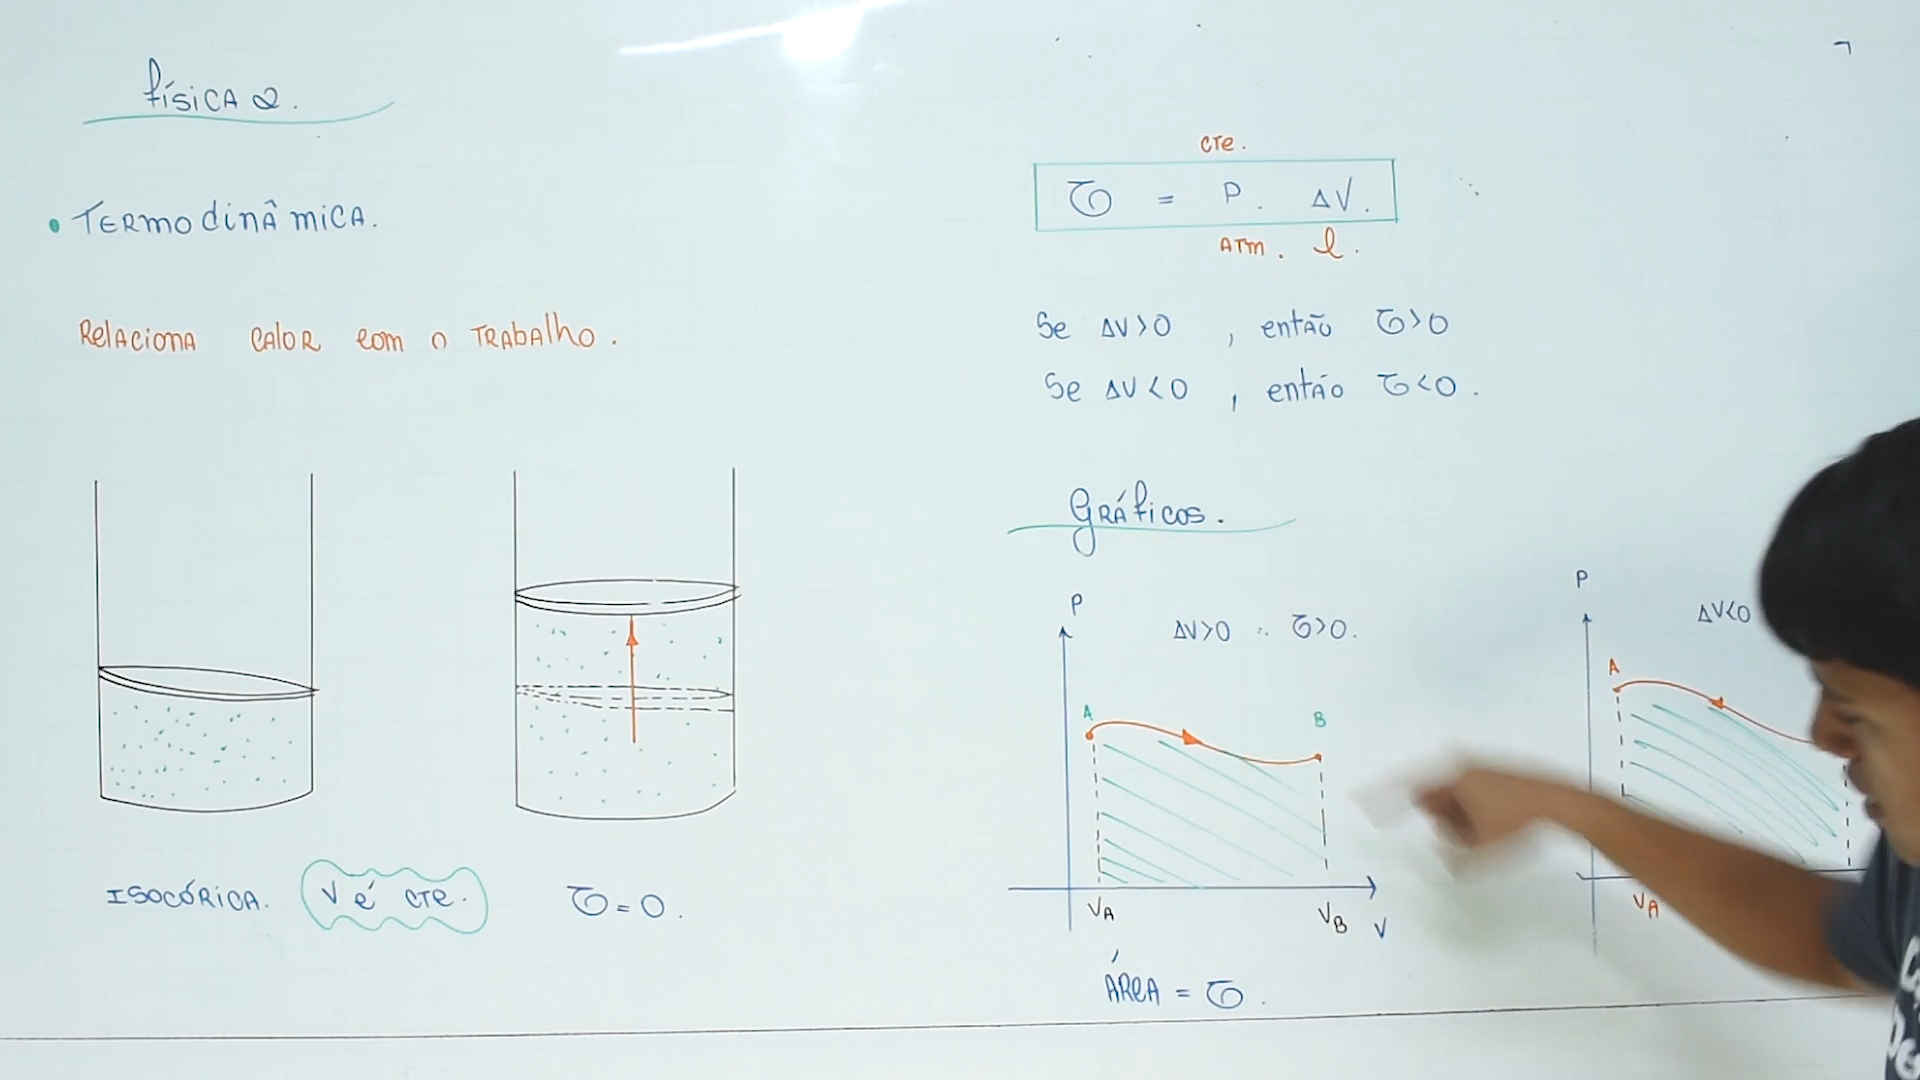 física 2.
• Termodinâmica.
Relaciona calor com o trabalho.
Isocórica. V é cte. τ = 0.
cte.
τ = P. ΔV.
atm. l.
Se ΔV>0, então τ>0
Se ΔV<0, então τ<0.
Gráficos.
P
ΔV>0 ∴ τ>0.
A
B
VA
VB
V
Área = τ.
P
ΔV<0
A
VA